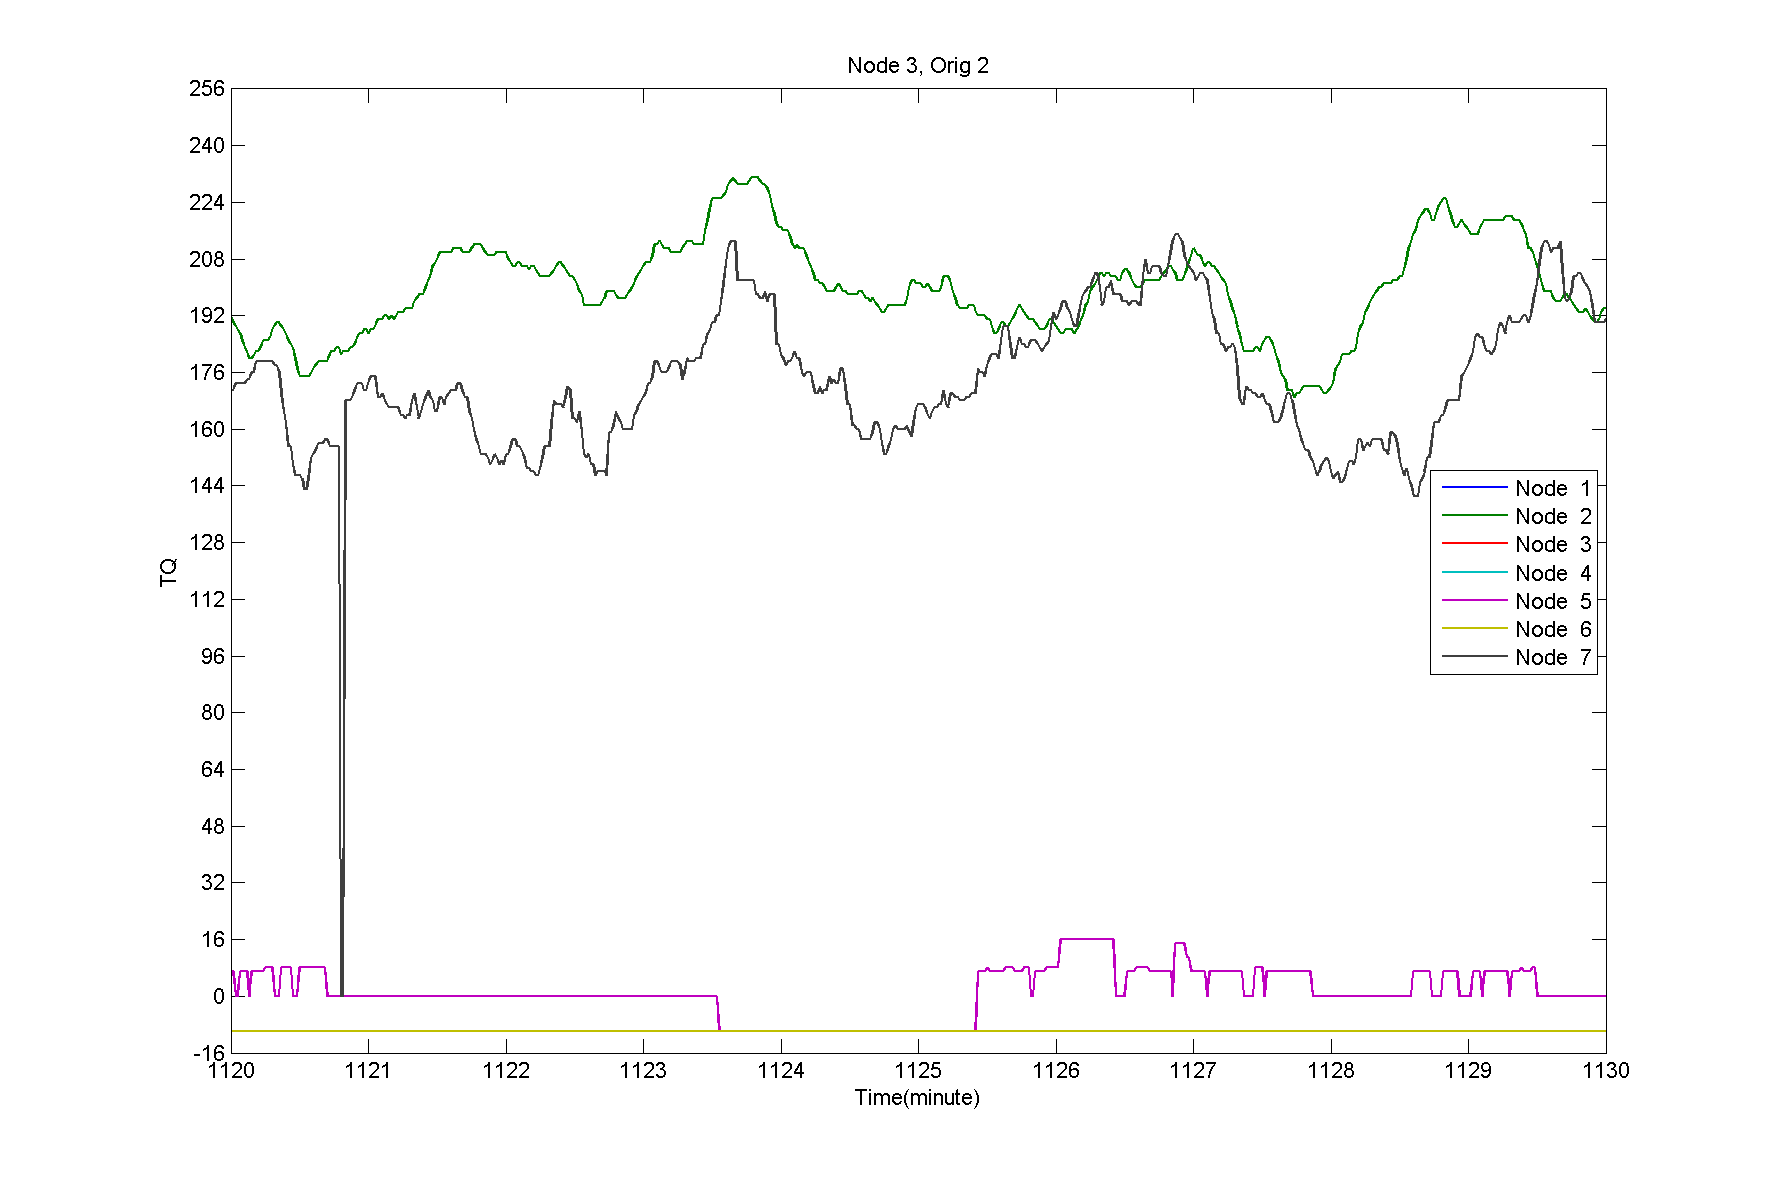 Node 3, Orig 2
256
240
224
208
192
176
160
144
128
112
96
80
64
48
32
16
0
-16
TQ
Node 1
Node 2
Node 3
Node 4
Node 5
Node 6
Node 7
1120 1121 1122 1123 1124 1125 1126 1127 1128 1129 1130
Time(minute)